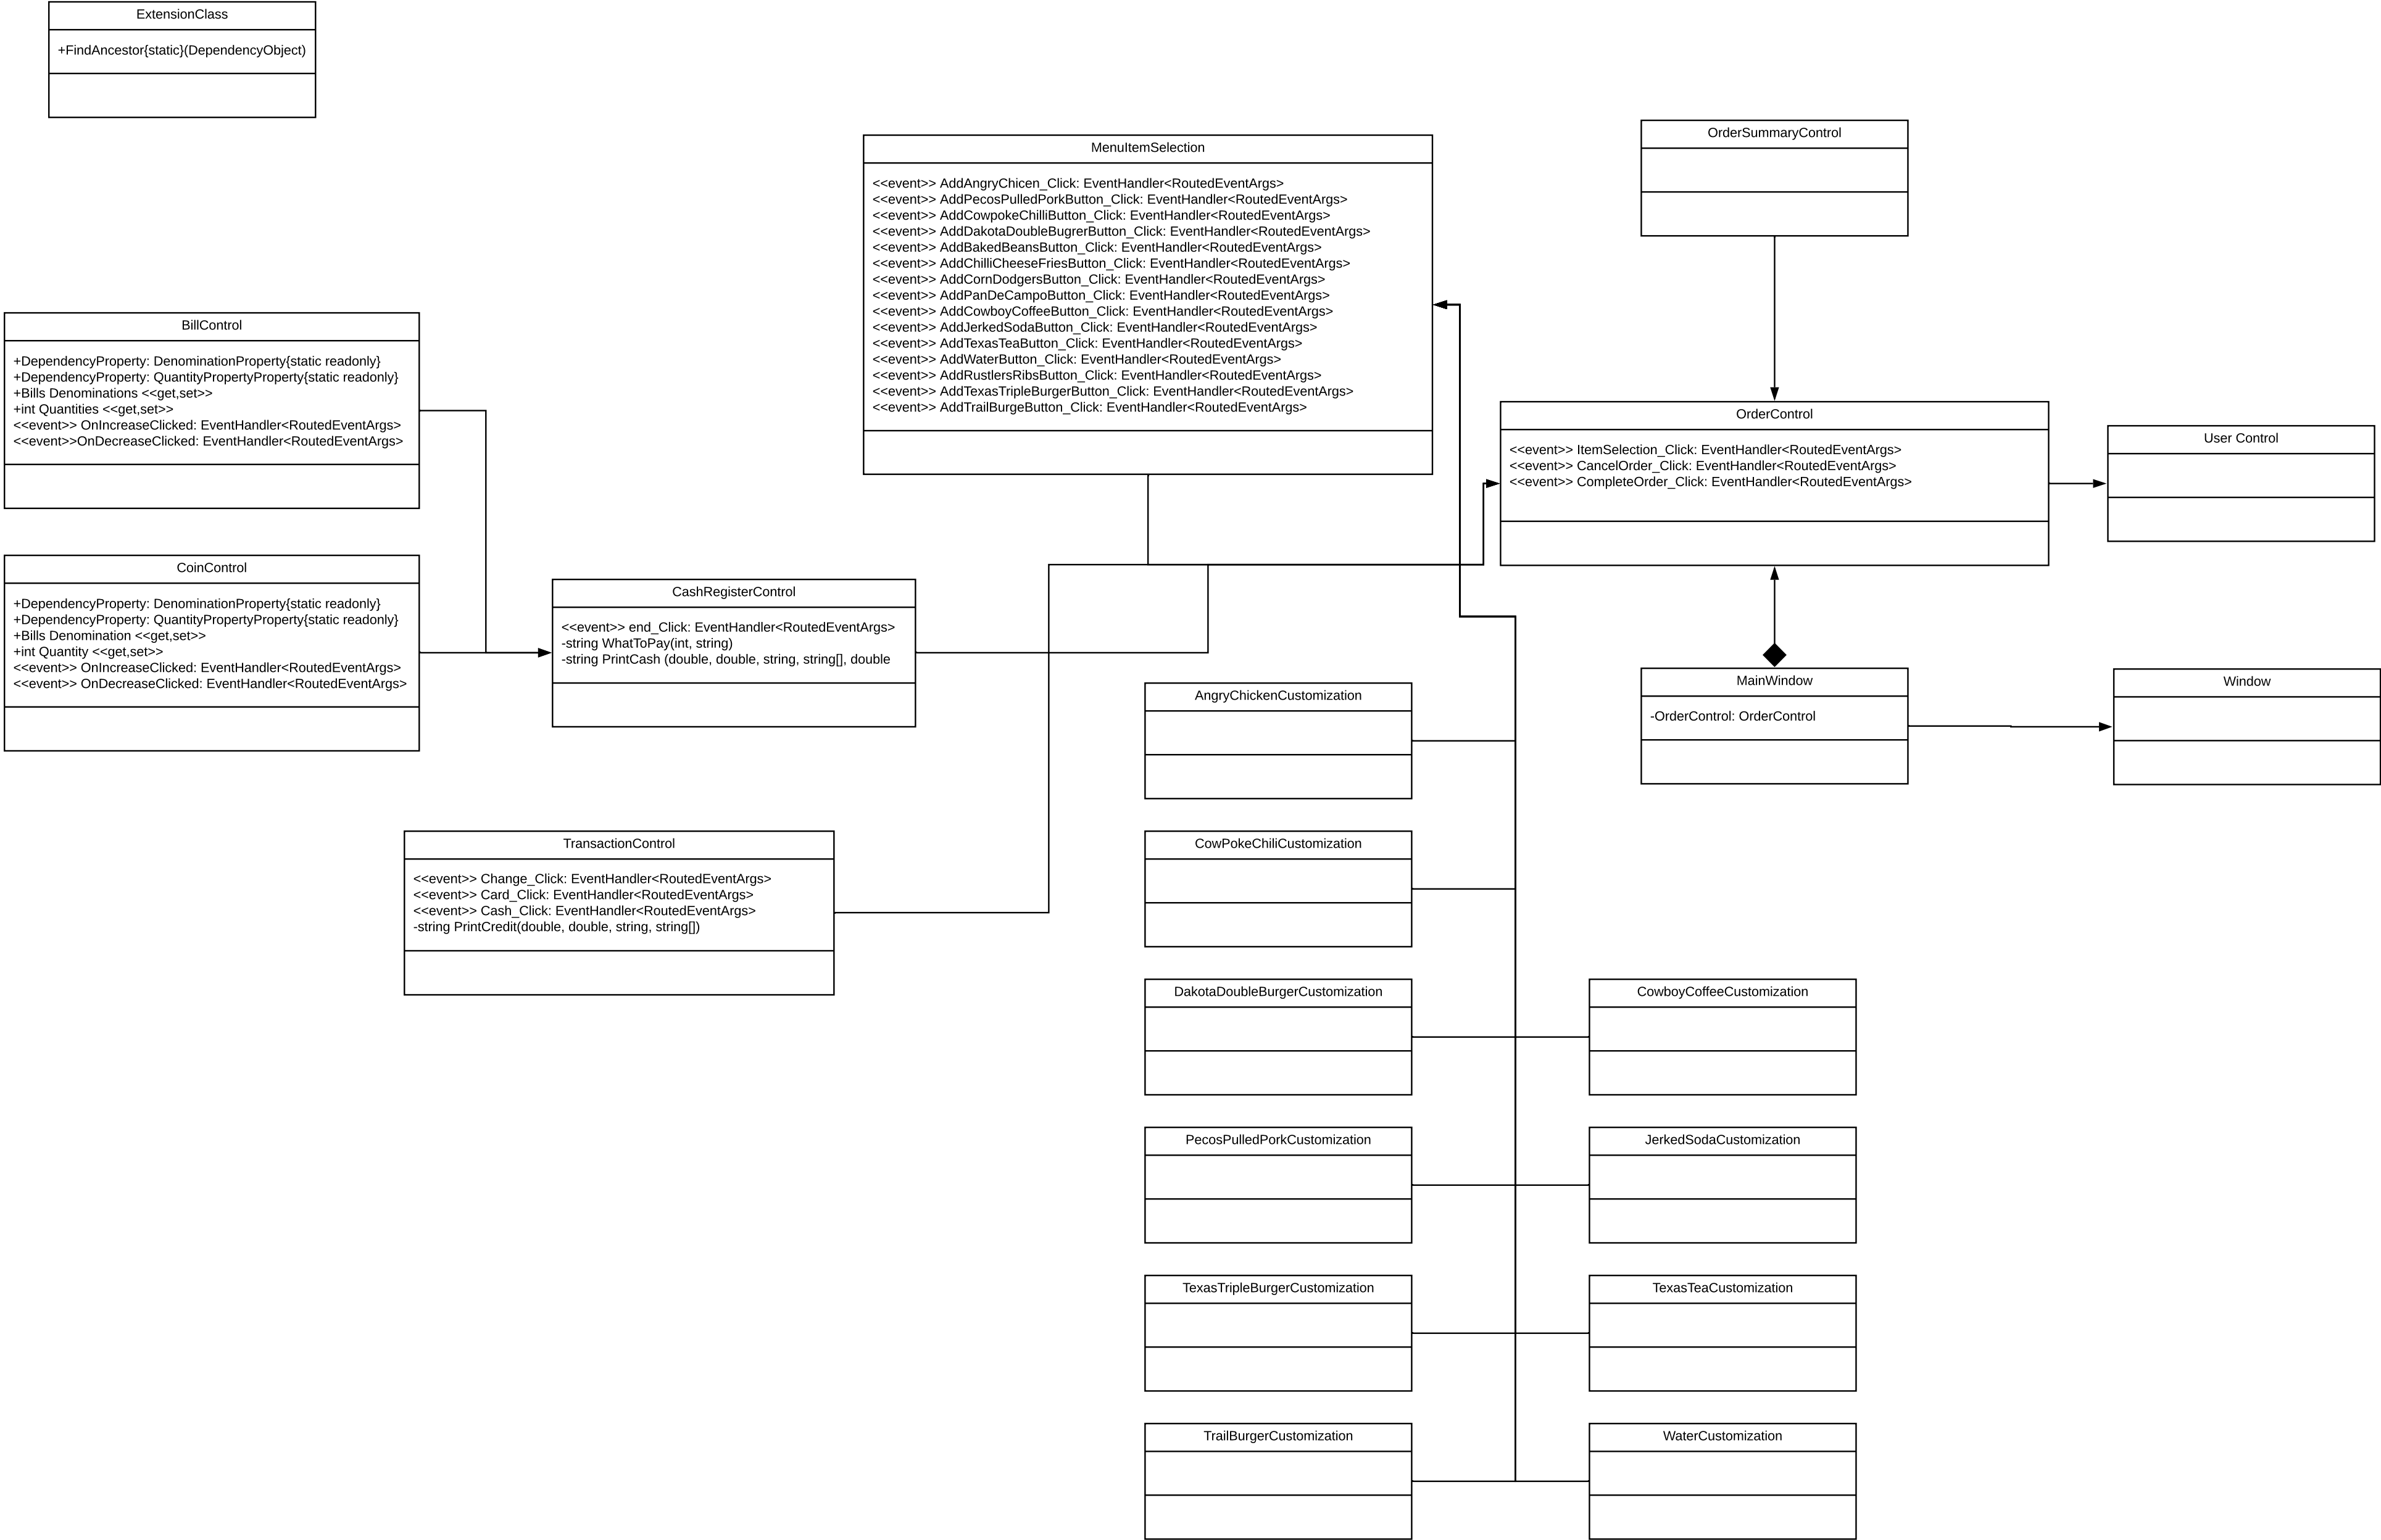 ExtensionClass
+FindAncestor{static}(DependencyObject)
MenuItemSelection
<<event>> AddAngryChicen_Click: EventHandler<RoutedEventArgs>
<<event>> AddPecosPulledPorkButton_Click: EventHandler<RoutedEventArgs>
<<event>> AddCowpokeChilliButton_Click: EventHandler<RoutedEventArgs>
<<event>> AddDakotaDoubleBugrerButton_Click: EventHandler<RoutedEventArgs>
<<event>> AddBakedBeansButton_Click: EventHandler<RoutedEventArgs>
<<event>> AddChilliCheeseFriesButton_Click: EventHandler<RoutedEventArgs>
<<event>> AddCornDodgersButton_Click: EventHandler<RoutedEventArgs>
<<event>> AddPanDeCampoButton_Click: EventHandler<RoutedEventArgs>
<<event>> AddCowboyCoffeeButton_Click: EventHandler<RoutedEventArgs>
<<event>> AddJerkedSodaButton_Click: EventHandler<RoutedEventArgs>
<<event>> AddTexasTeaButton_Click: EventHandler<RoutedEventArgs>
<<event>> AddWaterButton_Click: EventHandler<RoutedEventArgs>
<<event>> AddRustlersRibsButton_Click: EventHandler<RoutedEventArgs>
<<event>> AddTexasTripleBurgerButton_Click: EventHandler<RoutedEventArgs>
<<event>> AddTrailBurgeButton_Click: EventHandler<RoutedEventArgs>
OrderSummaryControl
BillControl
+DependencyProperty: DenominationProperty{static readonly}
+DependencyProperty: QuantityPropertyProperty{static readonly}
+Bills Denominations <<get,set>>
+int Quantities <<get,set>>
<<event>> OnIncreaseClicked: EventHandler<RoutedEventArgs>
<<event>>OnDecreaseClicked: EventHandler<RoutedEventArgs>
OrderControl
<<event>> ItemSelection_Click: EventHandler<RoutedEventArgs>
<<event>> CancelOrder_Click: EventHandler<RoutedEventArgs>
<<event>> CompleteOrder_Click: EventHandler<RoutedEventArgs>
User Control
CoinControl
+DependencyProperty: DenominationProperty{static readonly}
+DependencyProperty: QuantityPropertyProperty{static readonly}
+Bills Denomination <<get,set>>
+int Quantity <<get,set>>
<<event>> OnIncreaseClicked: EventHandler<RoutedEventArgs>
<<event>> OnDecreaseClicked: EventHandler<RoutedEventArgs>
CashRegisterControl
<<event>> end_Click: EventHandler<RoutedEventArgs>
-string WhatToPay(int, string)
-string PrintCash (double, double, string, string[], double
MainWindow
-OrderControl: OrderControl
Window
AngryChickenCustomization
TransactionControl
<<event>> Change_Click: EventHandler<RoutedEventArgs>
<<event>> Card_Click: EventHandler<RoutedEventArgs>
<<event>> Cash_Click: EventHandler<RoutedEventArgs>
-string PrintCredit(double, double, string, string[])
CowPokeChiliCustomization
DakotaDoubleBurgerCustomization
CowboyCoffeeCustomization
PecosPulledPorkCustomization
JerkedSodaCustomization
TexasTripleBurgerCustomization
TexasTeaCustomization
TrailBurgerCustomization
WaterCustomization